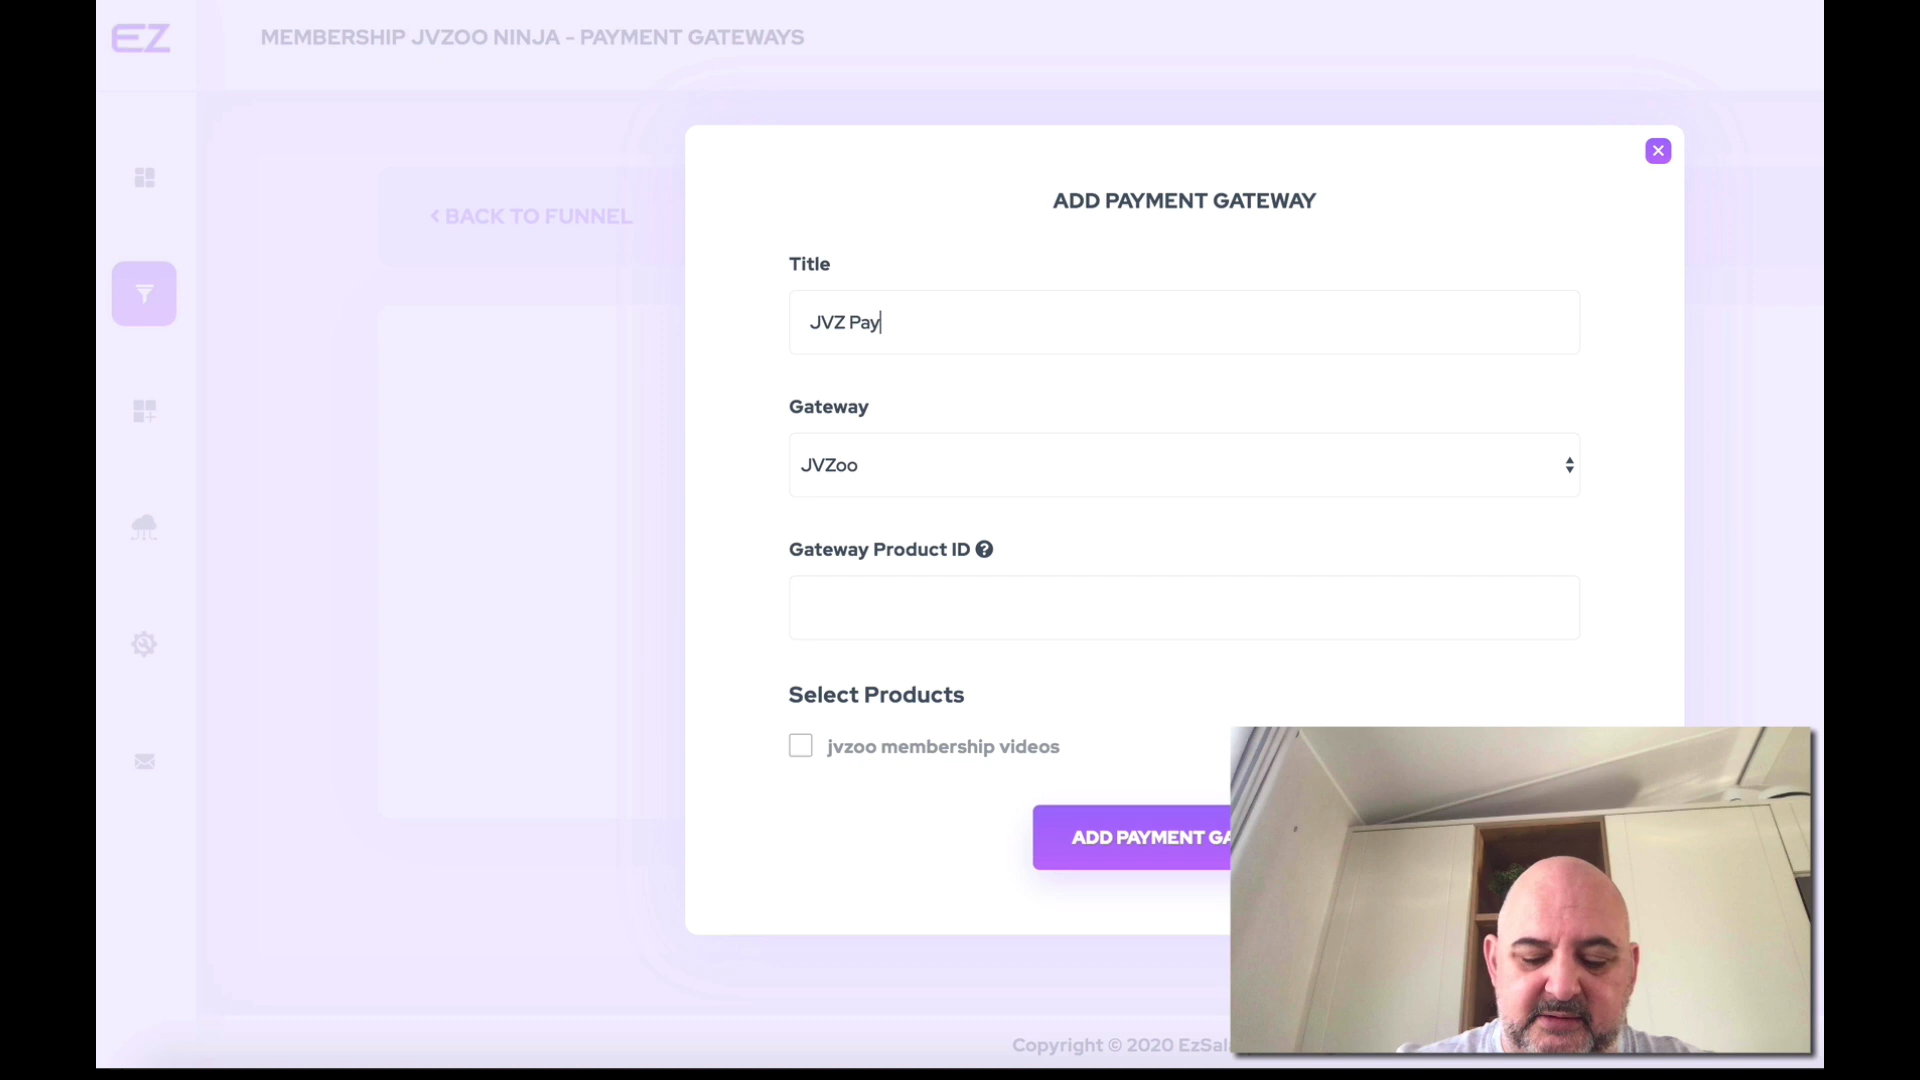 EZ
MEMBERSHIP JVZOO NINJA - PAYMENT GATEWAYS
BACK TO FUNNEL
ADD PAYMENT GATEWAY
Title
JVZ Pay
Gateway
JVZoo
Gateway Product ID
Select Products
jvzoo membership videos
ADD PAYMENT GA
Copyright © 2020 EzSal